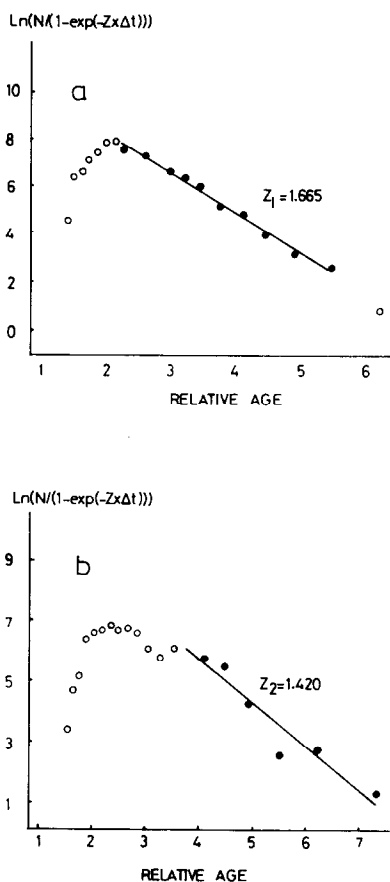 Ln(N/(1-exp(-Zx∆t)))
a
10
8
6
4
2
0
Z1 = 1.665
1 2 3 4 5 6
RELATIVE AGE
Ln(N/(1-exp(-Zx∆t)))
b
9
7
5
3
1
Z2=1.420
1 2 3 4 5 6 7
RELATIVE AGE